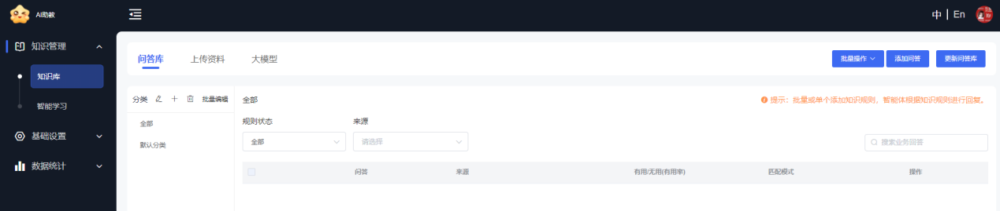 AI助教
中 | En
知识管理
知识库
智能学习
基础设置
数据统计
问答库 上传资料 大模型
批量操作 添加问答 更新问答库
分类 批量编辑
全部
默认分类
全部
提示：批量或单个添加知识规则，智能体根据知识规则进行回复。
规则状态 来源
全部 请选择
搜索业务回答
问答 来源 有用/无用(有用率) 匹配模式 操作